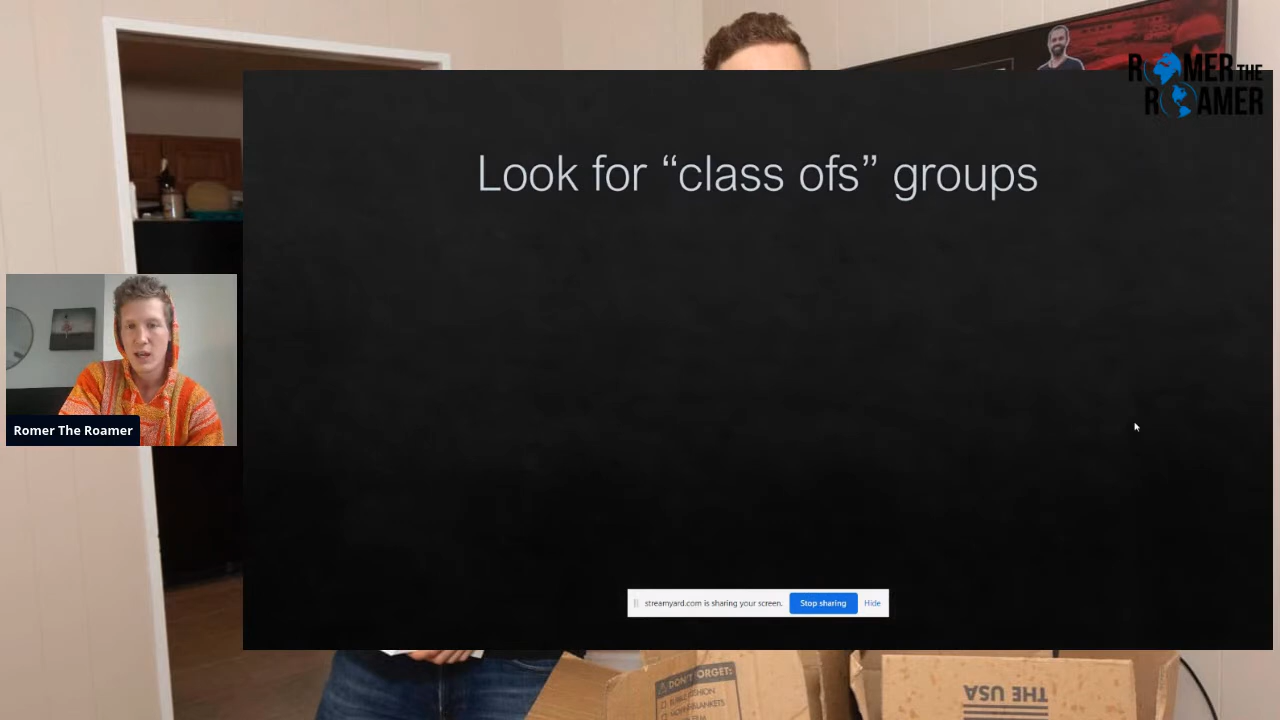 ROMER THE
ROAMER
Look for “class ofs” groups
Romer The Roamer
streamyard.com is sharing your screen. Stop sharing Hide
DON'T FORGET:
THE USA